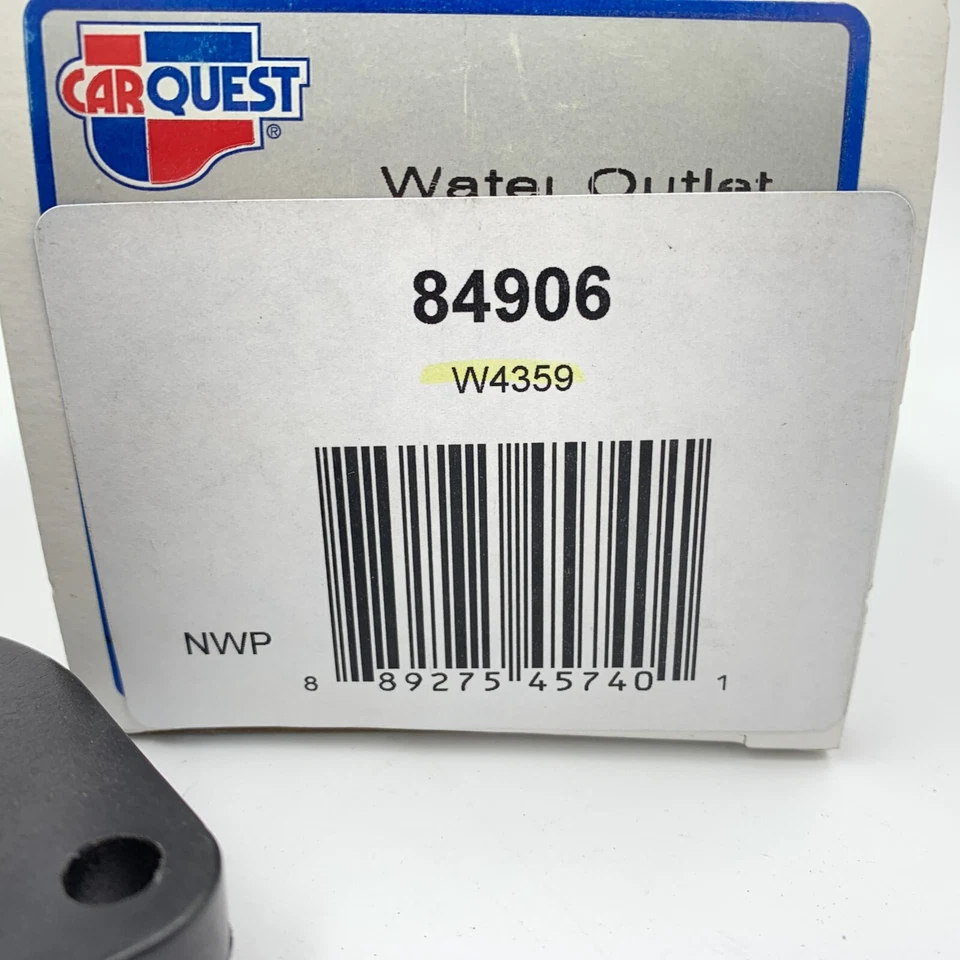 CARQUEST®
Water Outlet
84906
W4359
NWP
8 89275 45740 1